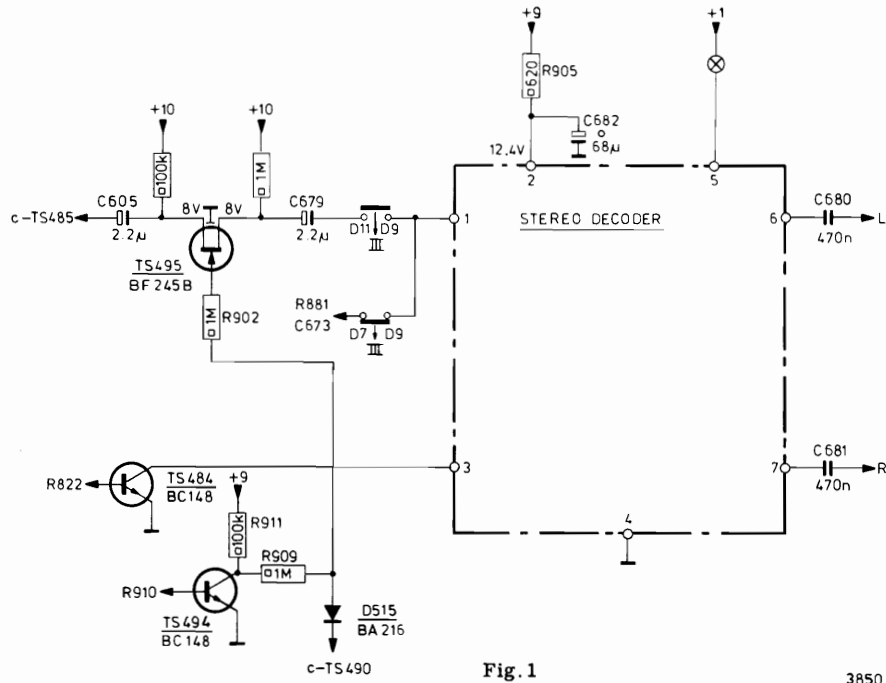 +9
+1
620
R905
+10
+10
C682
12.4V
68µ
100k
1M
2
5
C605
8V
8V
C679
C680
c-TS485
2.2µ
2.2µ
D11
D9
1
STEREO DECODER
6
L
III
470n
TS495
BF245B
R881
C673
1M
R902
D7
D9
III
C681
3
7
R
TS484
BC148
+9
470n
R822
4
R911
100k
R909
1M
R910
TS494
BC148
D515
BA216
c-TS490
Fig.1
3850